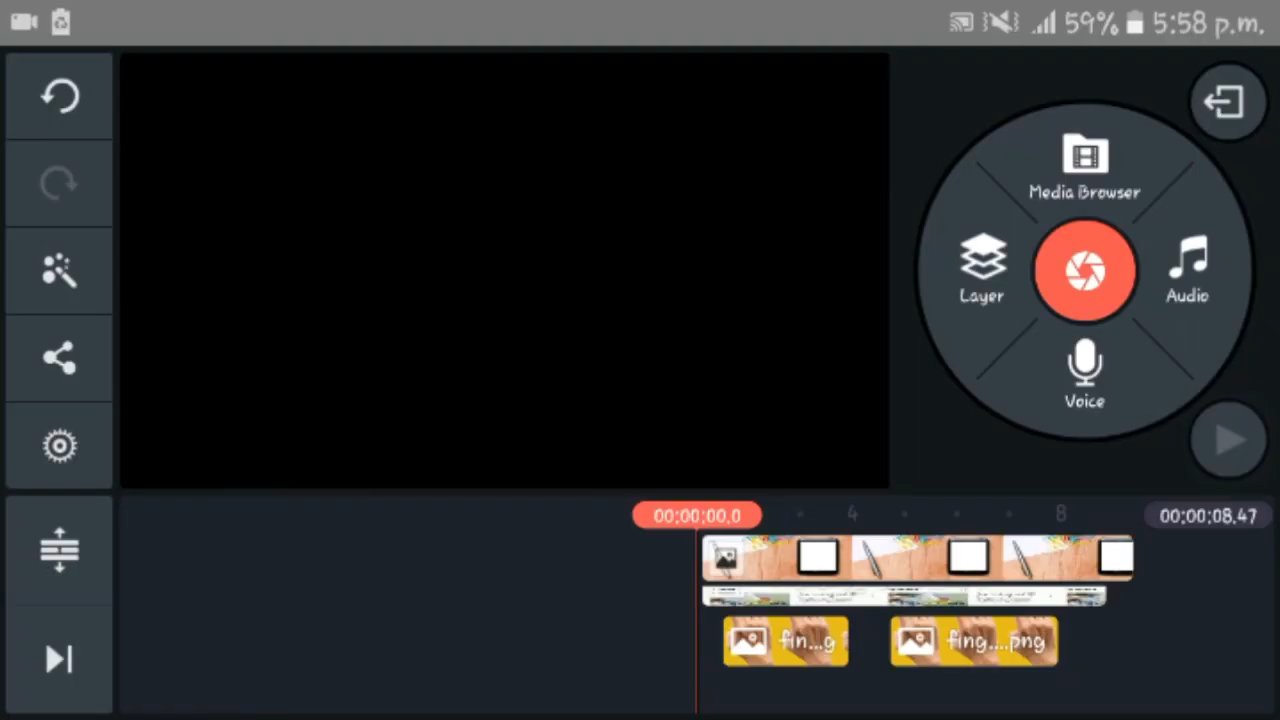 59% 5:58 p.m.
Media Browser
Layer
Audio
Voice
00:00:00.0
4
8
00:00:08.47
fin...g
fing....png